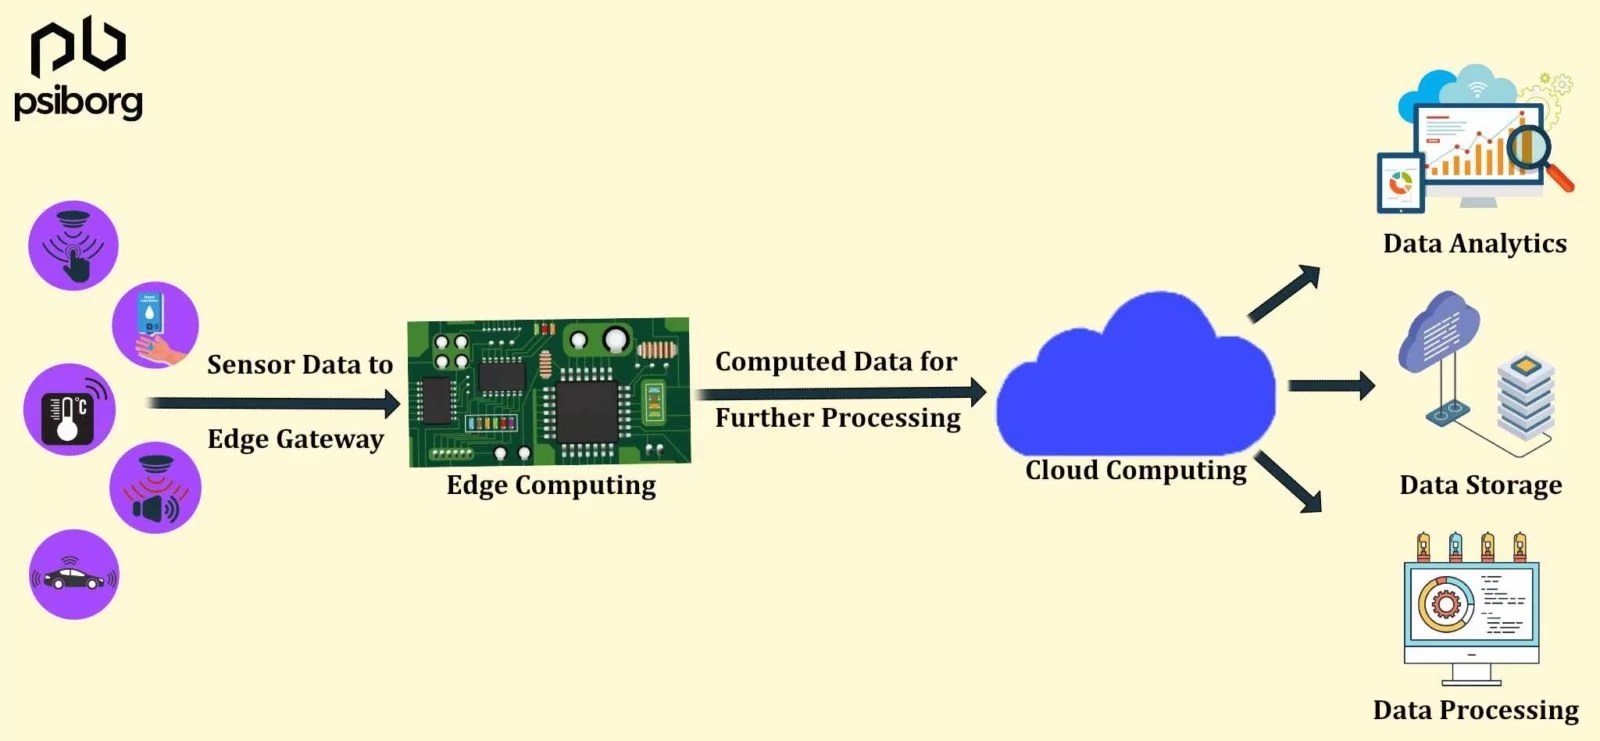 psiborg
Sensor Data to
Edge Gateway
Edge Computing
Computed Data for
Further Processing
Cloud Computing
Data Analytics
Data Storage
Data Processing
°C